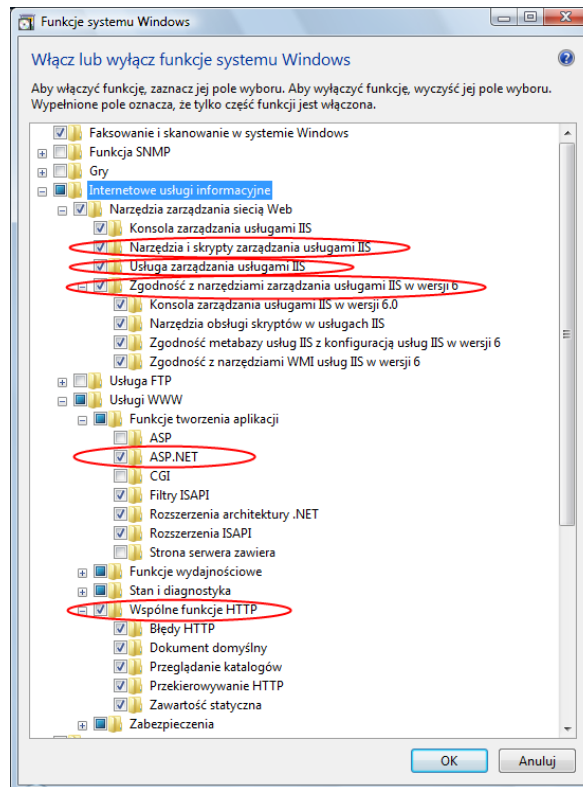 Funkcje systemu Windows
Włącz lub wyłącz funkcje systemu Windows
Aby włączyć funkcję, zaznacz jej pole wyboru. Aby wyłączyć funkcję, wyczyść jej pole wyboru.
Wypełnione pole oznacza, że tylko część funkcji jest włączona.
Faksowanie i skanowanie w systemie Windows
Funkcja SNMP
Gry
Internetowe usługi informacyjne
Narzędzia zarządzania siecią Web
Konsola zarządzania usługami IIS
Narzędzia i skrypty zarządzania usługami IIS
Usługa zarządzania usługami IIS
Zgodność z narzędziami zarządzania usługami IIS w wersji 6
Konsola zarządzania usługami IIS w wersji 6.0
Narzędzia obsługi skryptów w usługach IIS
Zgodność metabazy usług IIS z konfiguracją usług IIS w wersji 6
Zgodność z narzędziami WMI usług IIS w wersji 6
Usługa FTP
Usługi WWW
Funkcje tworzenia aplikacji
ASP
ASP.NET
CGI
Filtry ISAPI
Rozszerzenia architektury .NET
Rozszerzenia ISAPI
Strona serwera zawiera
Funkcje wydajnościowe
Stan i diagnostyka
Wspólne funkcje HTTP
Błędy HTTP
Dokument domyślny
Przeglądanie katalogów
Przekierowywanie HTTP
Zawartość statyczna
Zabezpieczenia
OK
Anuluj